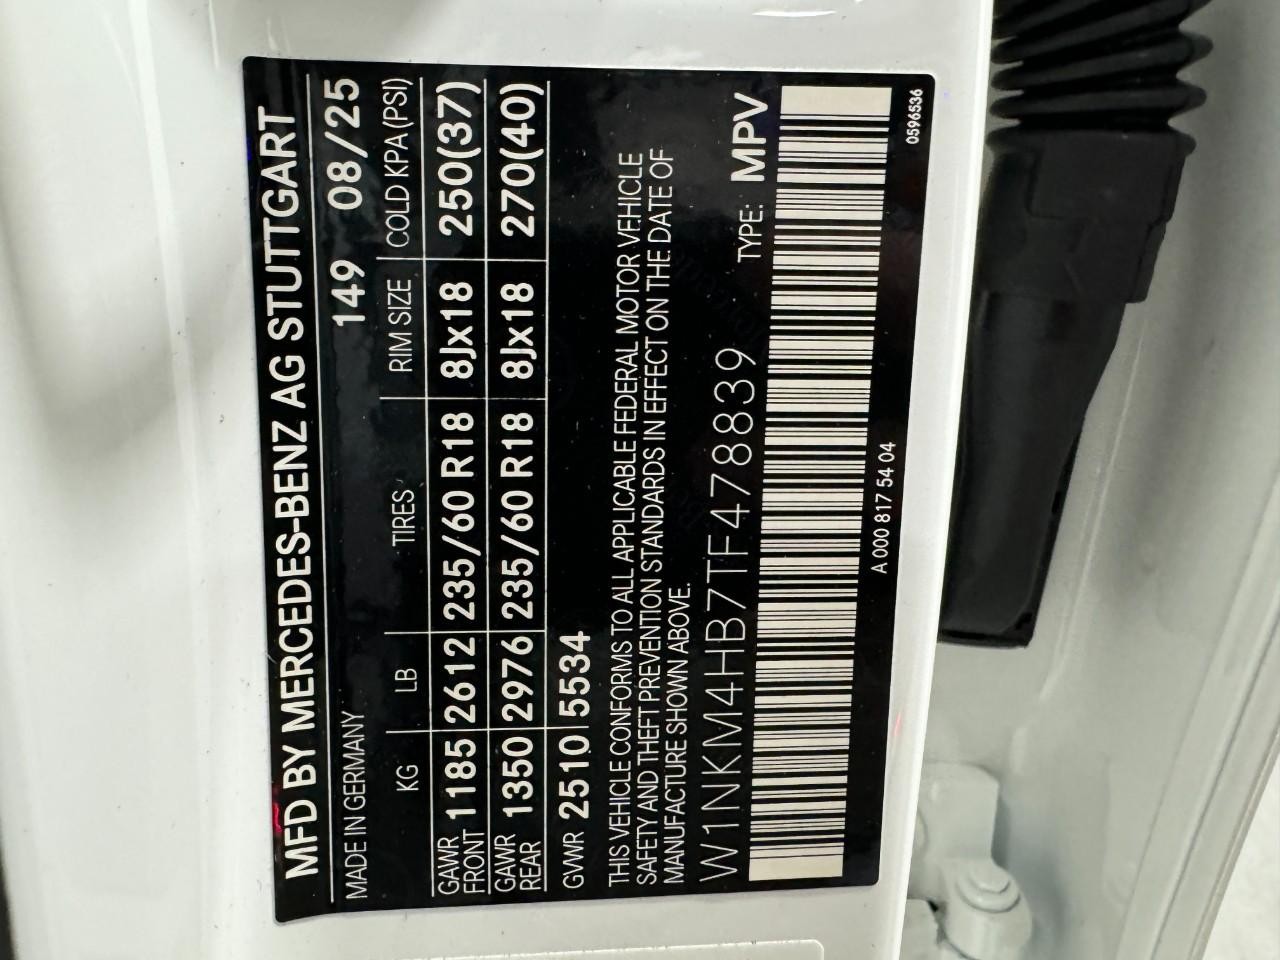 MFD BY MERCEDES-BENZ AG STUTTGART
MADE IN GERMANY 149 08/25
KG LB TIRES RIM SIZE COLD KPA(PSI)
GAWR FRONT 1185 2612 235/60 R18 8Jx18 250(37)
GAWR REAR 1350 2976 235/60 R18 8Jx18 270(40)
GVWR 2510 5534
THIS VEHICLE CONFORMS TO ALL APPLICABLE FEDERAL MOTOR VEHICLE
SAFETY AND THEFT PREVENTION STANDARDS IN EFFECT ON THE DATE OF
MANUFACTURE SHOWN ABOVE.
W1NKM4HB7TF478839 TYPE: MPV
A 000 817 54 04 0596536